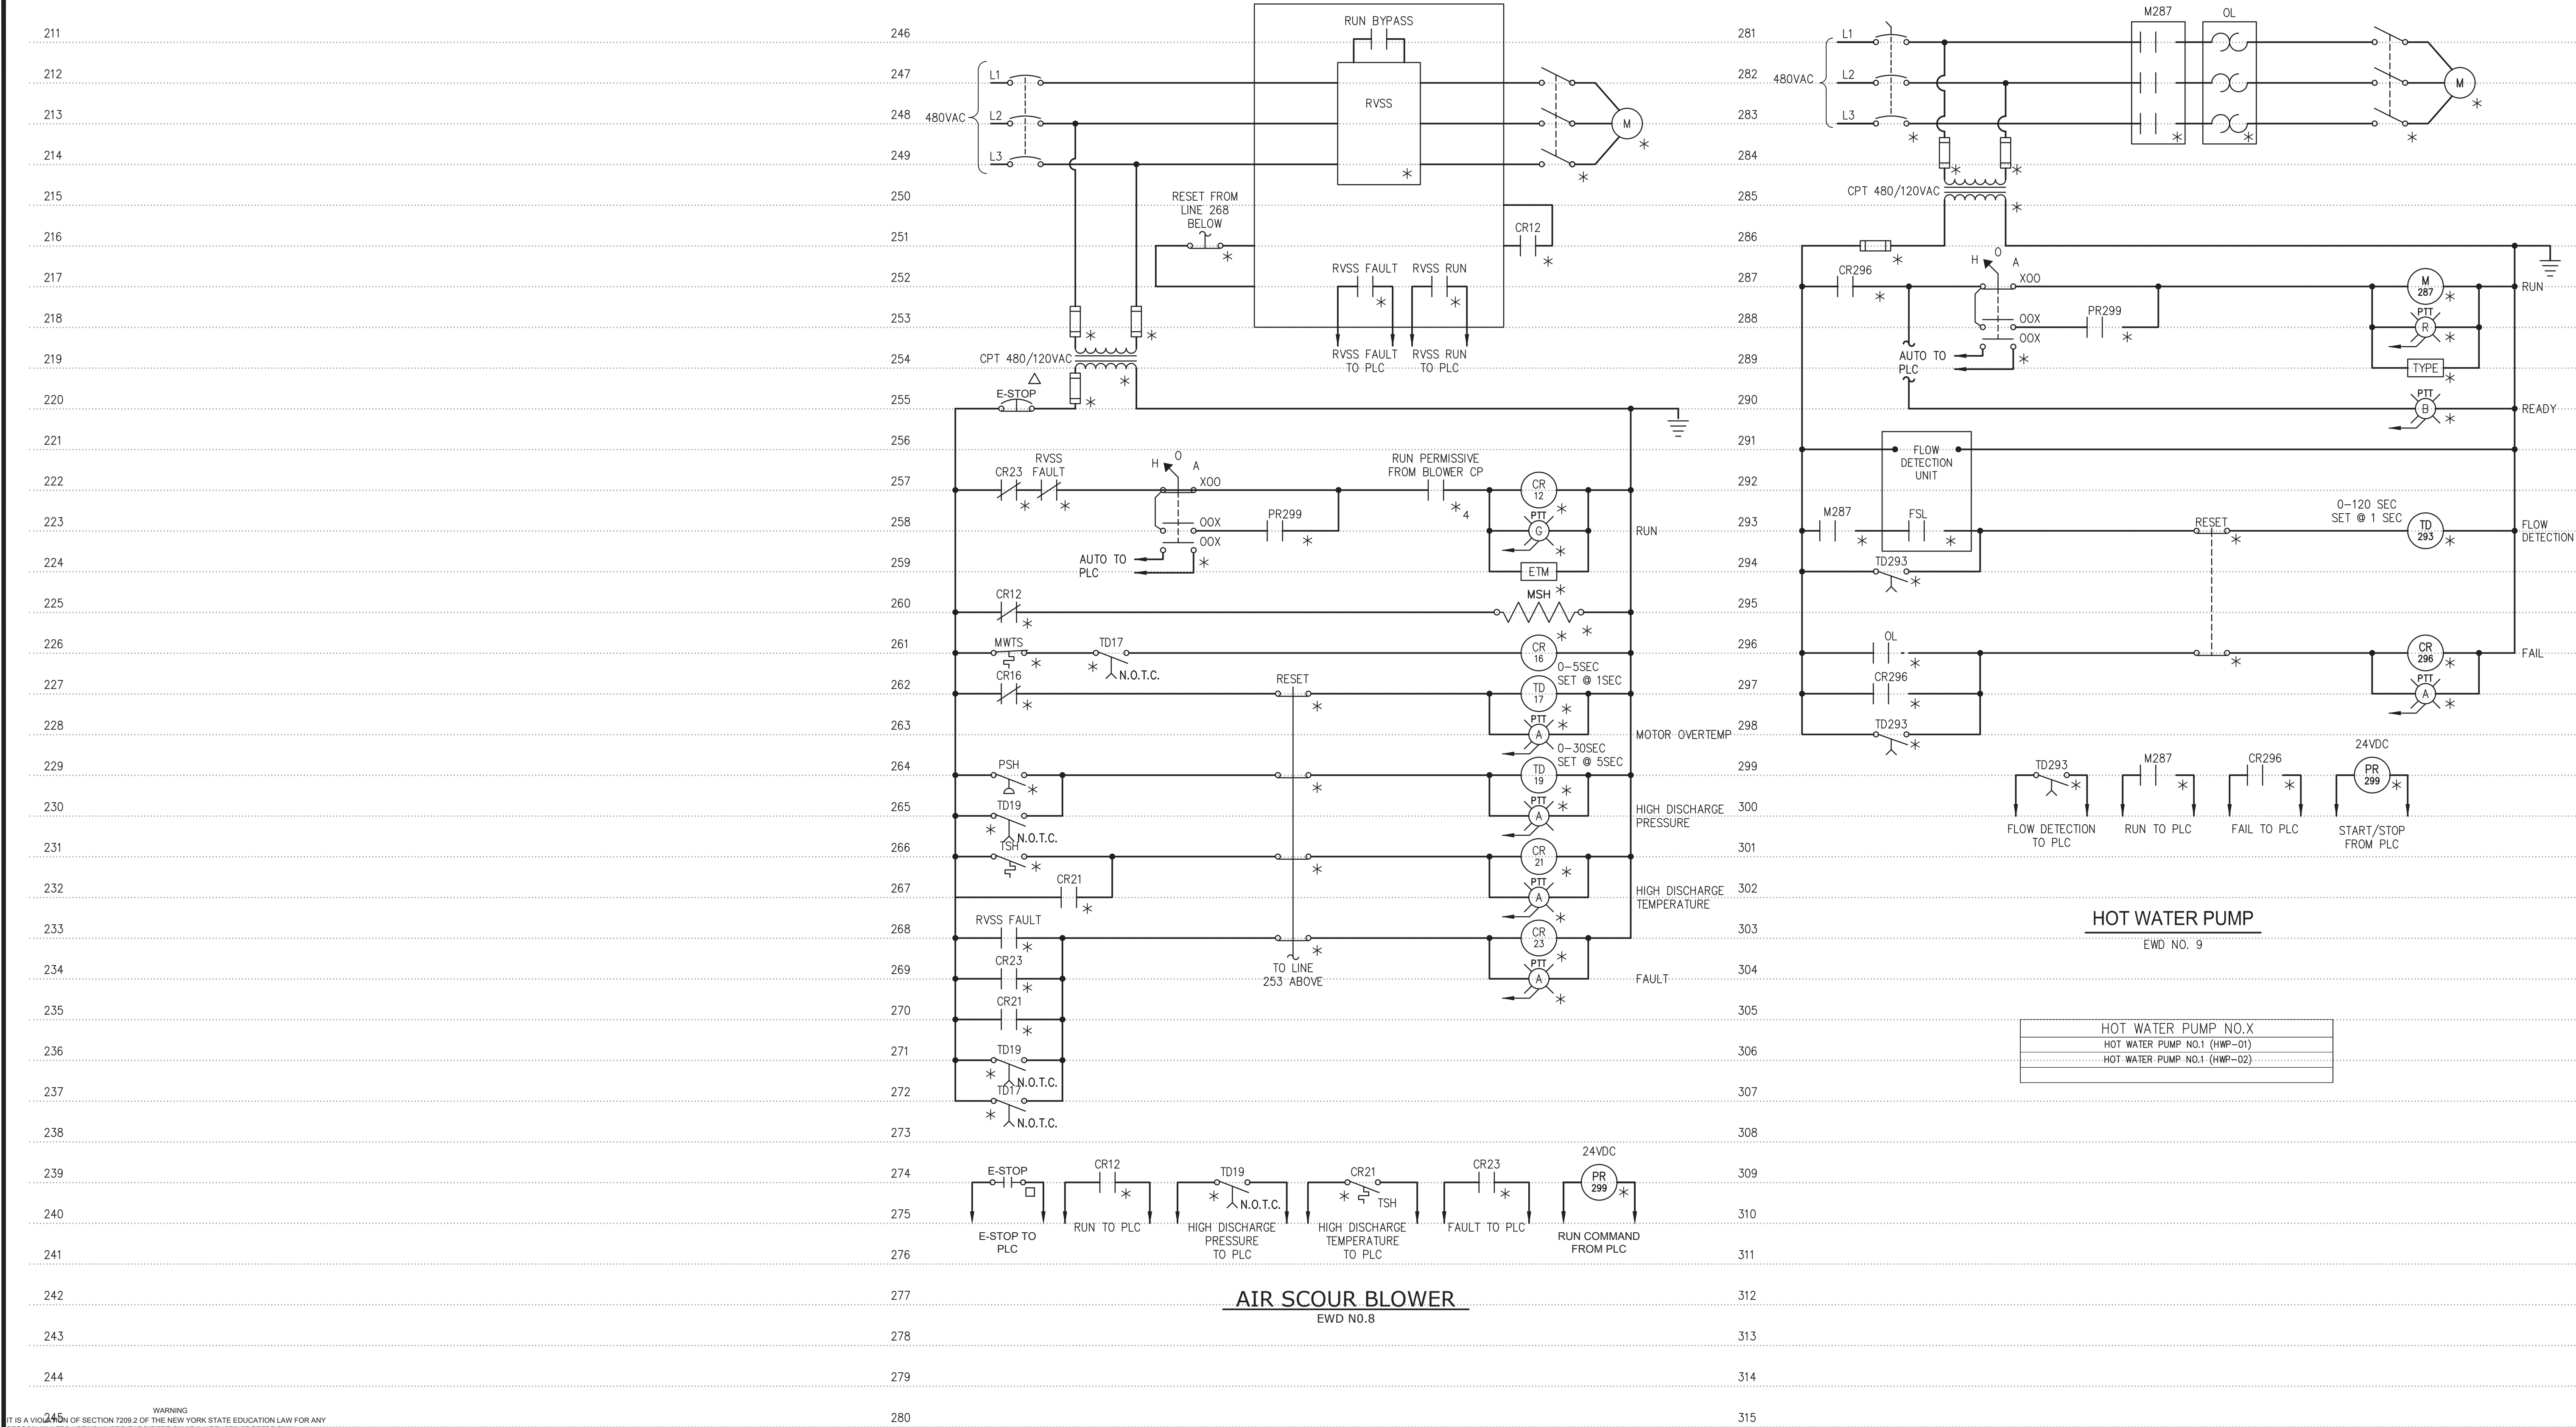 211
212
213
214
215
216
217
218
219
220
221
222
223
224
225
226
227
228
229
230
231
232
233
234
235
236
237
238
239
240
241
242
243
244
245
WARNING
IT IS A VIOLATION OF SECTION 7209.2 OF THE NEW YORK STATE EDUCATION LAW FOR ANY
246
RUN BYPASS
247
L1
RVSS
248
480VAC
L2
M
249
L3
250
RESET FROM
LINE 268
BELOW
251
CR12
252
RVSS FAULT
RVSS RUN
253
254
CPT 480/120VAC
RVSS FAULT
TO PLC
RVSS RUN
TO PLC
255
E-STOP
256
257
CR23
RVSS
FAULT
H
O
A
XOO
RUN PERMISSIVE
FROM BLOWER CP
4
CR
12
258
OOX
PR299
PTT
G
RUN
OOX
259
AUTO TO
PLC
ETM
260
CR12
MSH
261
MWTS
TD17
N.O.T.C.
CR
16
0-5SEC
SET @ 1SEC
262
CR16
RESET
TD
17
263
PTT
A
MOTOR OVERTEMP
0-30SEC
SET @ 5SEC
264
PSH
TD
19
265
TD19
N.O.T.C.
PTT
A
HIGH DISCHARGE
PRESSURE
266
TSH
CR
21
267
CR21
PTT
A
HIGH DISCHARGE
TEMPERATURE
268
RVSS FAULT
CR
23
269
CR23
TO LINE
253 ABOVE
PTT
A
FAULT
270
CR21
271
TD19
N.O.T.C.
272
TD17
N.O.T.C.
273
274
E-STOP
CR12
TD19
N.O.T.C.
CR21
TSH
CR23
24VDC
PR
299
275
E-STOP TO
PLC
RUN TO PLC
HIGH DISCHARGE
PRESSURE
TO PLC
HIGH DISCHARGE
TEMPERATURE
TO PLC
FAULT TO PLC
RUN COMMAND
FROM PLC
276
277
AIR SCOUR BLOWER
EWD N0.8
278
279
280
281
L1
M287
OL
282
480VAC
L2
M
283
L3
284
285
CPT 480/120VAC
286
287
CR296
H
O
A
XOO
M
287
RUN
288
OOX
PR299
PTT
R
OOX
289
AUTO TO
PLC
TYPE
290
PTT
B
READY
291
FLOW
DETECTION
UNIT
292
293
M287
FSL
RESET
0-120 SEC
SET @ 1 SEC
TD
293
FLOW
DETECTION
294
TD293
295
296
OL
CR
296
FAIL
297
CR296
PTT
A
298
TD293
299
TD293
M287
CR296
24VDC
PR
299
300
FLOW DETECTION
TO PLC
RUN TO PLC
FAIL TO PLC
START/STOP
FROM PLC
301
302
303
HOT WATER PUMP
EWD NO. 9
304
305
HOT WATER PUMP NO.X
HOT WATER PUMP NO.1 (HWP-01)
306
HOT WATER PUMP NO.1 (HWP-02)
307
308
309
310
311
312
313
314
315